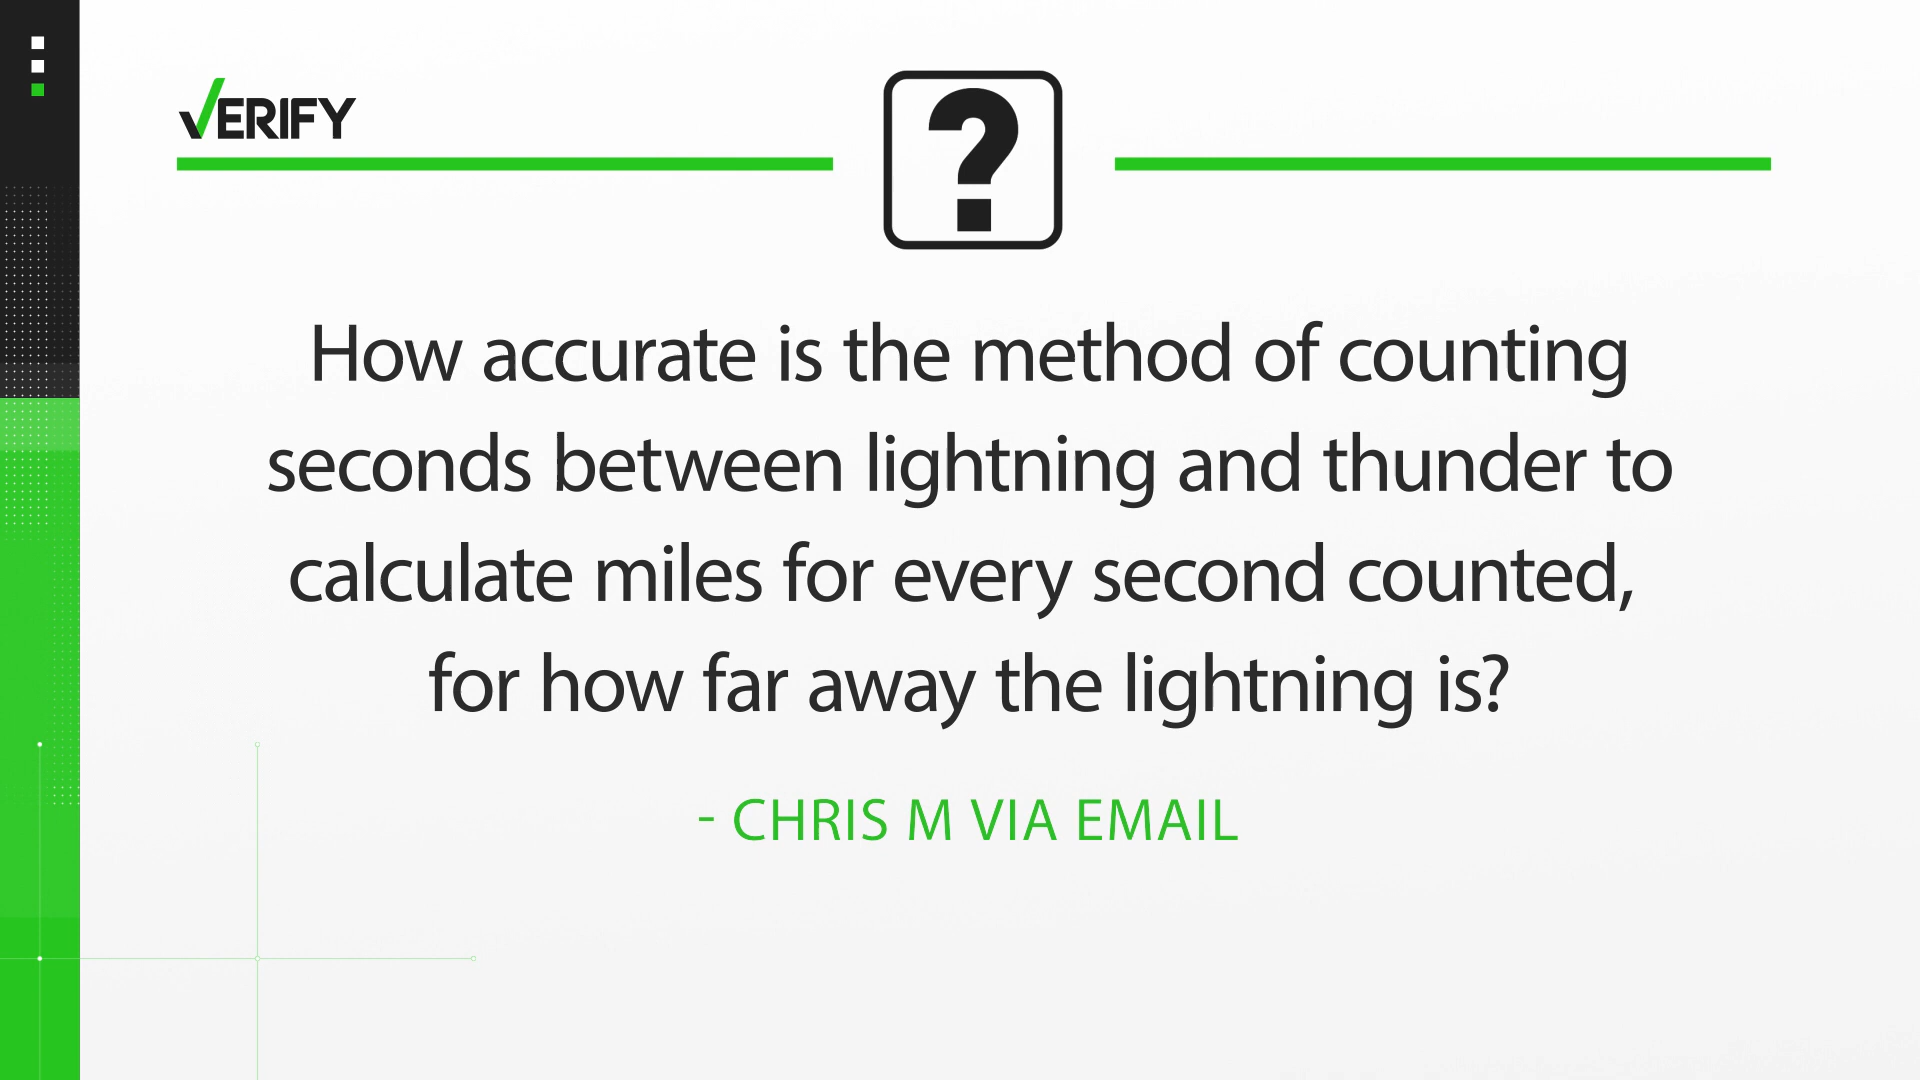 VERIFY
?
How accurate is the method of counting
seconds between lightning and thunder to
calculate miles for every second counted,
for how far away the lightning is?
- CHRIS M VIA EMAIL